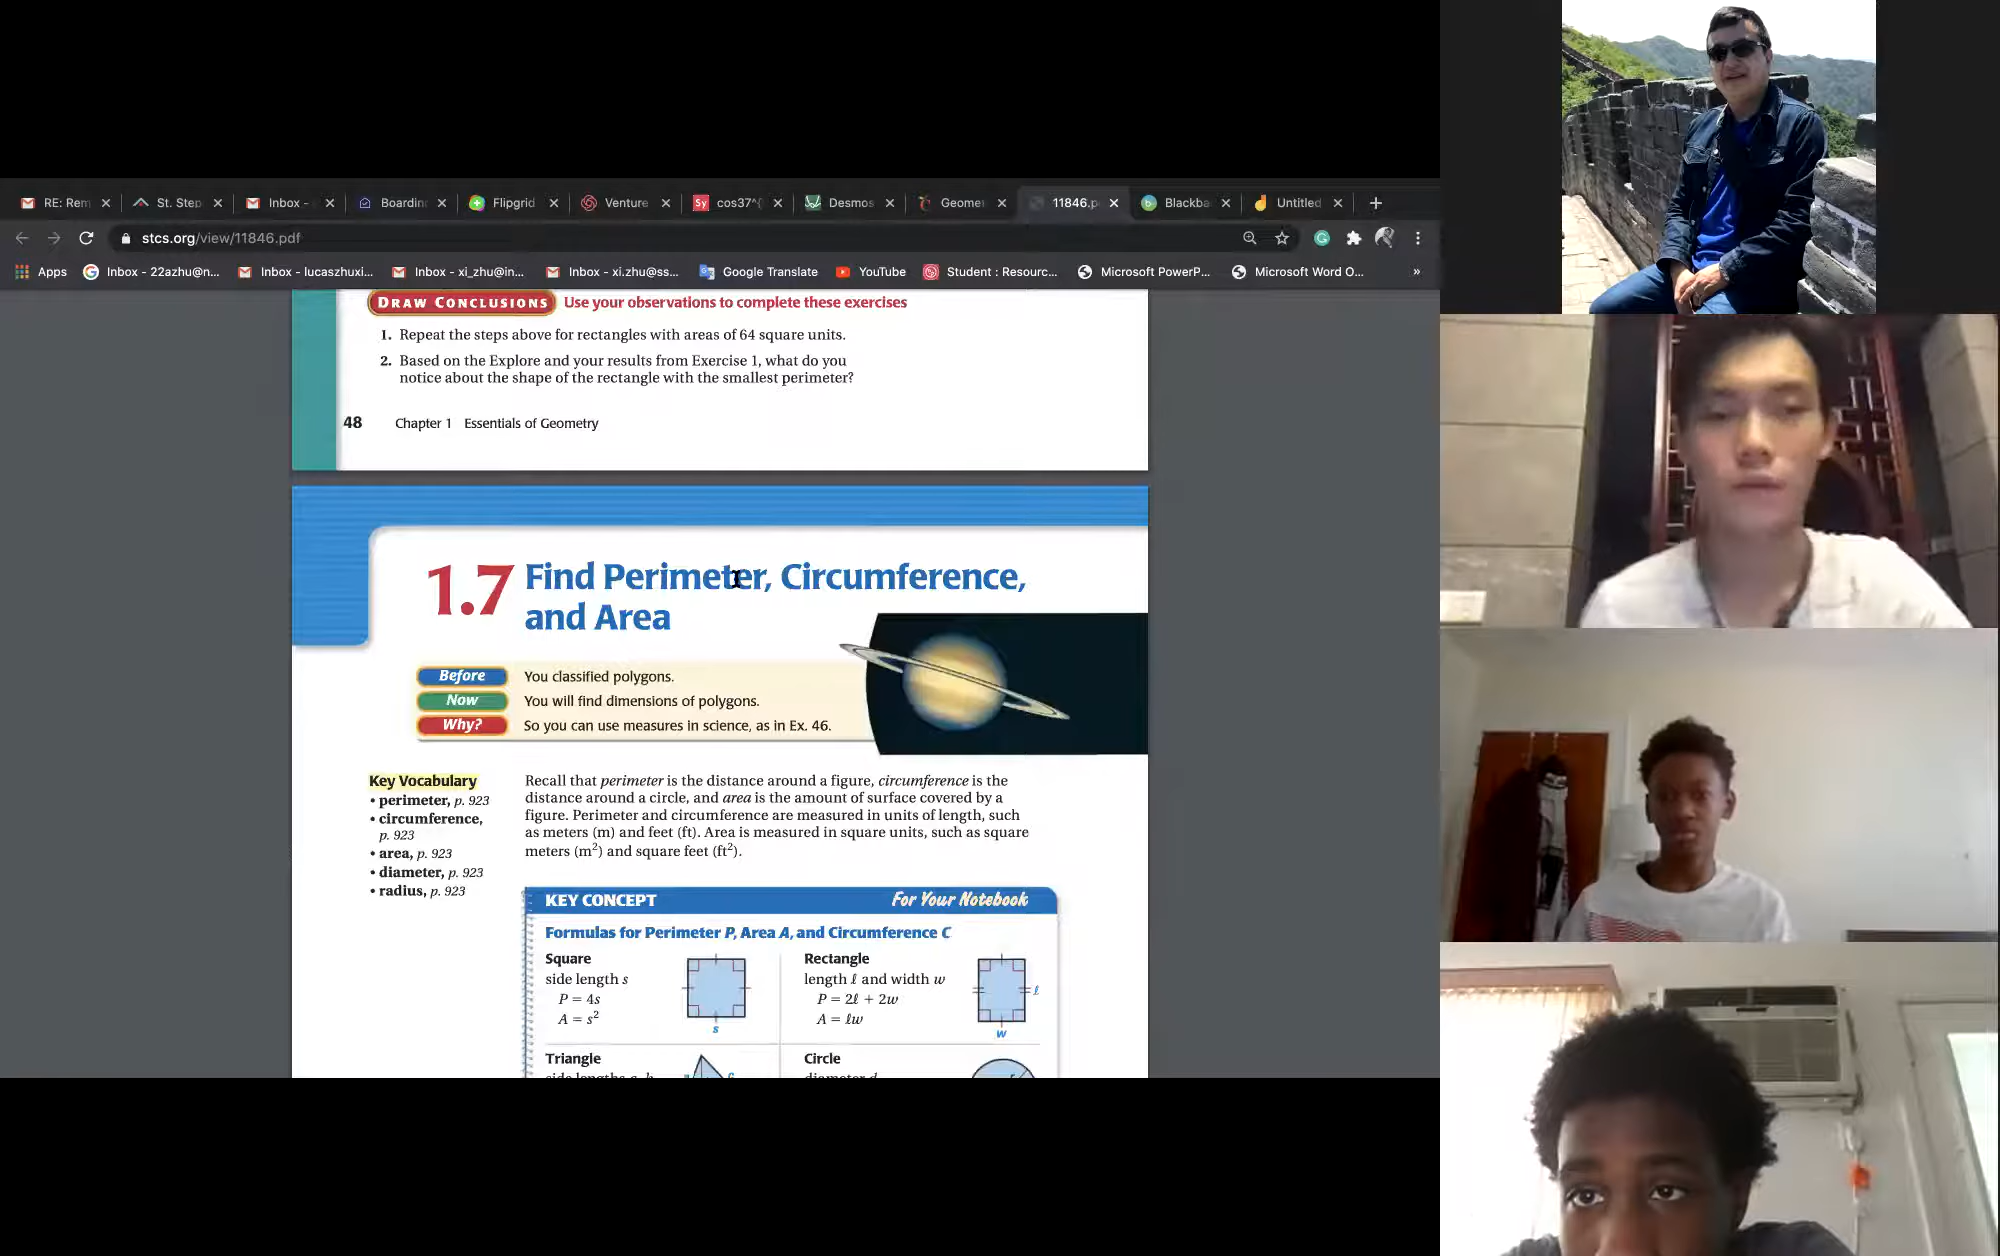 RE: Rem
St. Step
Inbox -
Boarding
Flipgrid
Venture
cos37^(
Desmos
Geome
11846.p
Blackba
Untitled
stcs.org/view/11846.pdf
Apps
Inbox - 22azhu@n...
Inbox - lucaszhuxi...
Inbox - xi_zhu@in...
Inbox - xi.zhu@ss...
Google Translate
YouTube
Student : Resourc...
Microsoft PowerP...
Microsoft Word O...
»
DRAW CONCLUSIONS Use your observations to complete these exercises
1. Repeat the steps above for rectangles with areas of 64 square units.
2. Based on the Explore and your results from Exercise 1, what do you
notice about the shape of the rectangle with the smallest perimeter?
48 Chapter 1 Essentials of Geometry
1.7 Find Perimeter, Circumference,
and Area
Before You classified polygons.
Now You will find dimensions of polygons.
Why? So you can use measures in science, as in Ex. 46.
Key Vocabulary
• perimeter, p. 923
• circumference,
p. 923
• area, p. 923
• diameter, p. 923
• radius, p. 923
Recall that perimeter is the distance around a figure, circumference is the
distance around a circle, and area is the amount of surface covered by a
figure. Perimeter and circumference are measured in units of length, such
as meters (m) and feet (ft). Area is measured in square units, such as square
meters (m²) and square feet (ft²).
KEY CONCEPT For Your Notebook
Formulas for Perimeter P, Area A, and Circumference C
Square
side length s
P = 4s
A = s²
s
Rectangle
length ℓ and width w
P = 2ℓ + 2w
A = ℓw
ℓ
w
Triangle
Circle